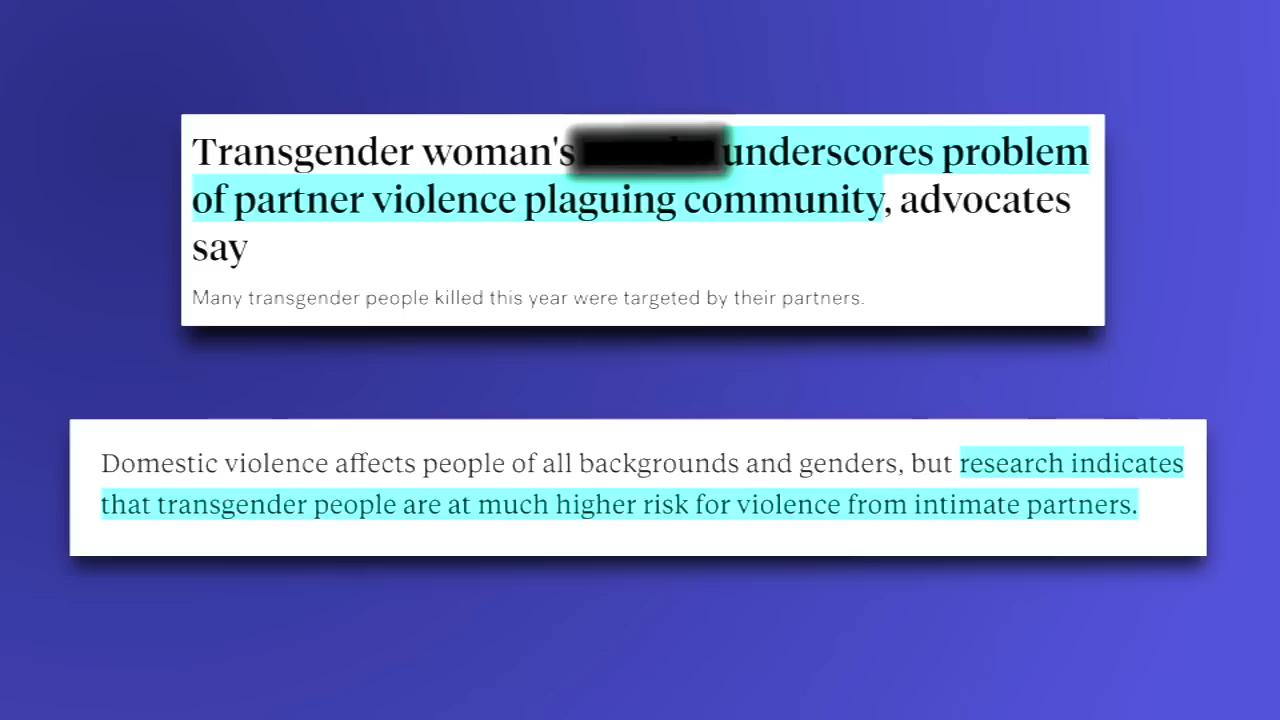 Transgender woman's underscores problem
of partner violence plaguing community, advocates
say
Many transgender people killed this year were targeted by their partners.
Domestic violence affects people of all backgrounds and genders, but research indicates
that transgender people are at much higher risk for violence from intimate partners.